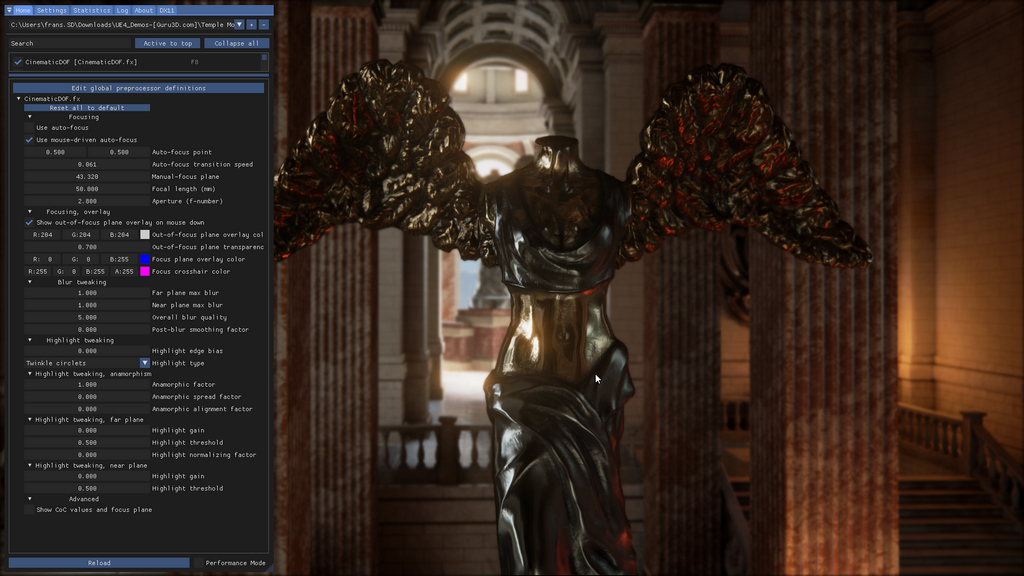 Home Settings Statistics Log About DX11
C:\Users\frans.SD\Downloads\UE4_Demos-[Guru3D.com]\Temple Mo + -
Search Active to top Collapse all
CinematicDOF [CinematicDOF.fx] F8
Edit global preprocessor definitions
CinematicDOF.fx
Reset all to default
Focusing
Use auto-focus
Use mouse-driven auto-focus
0.500 0.500 Auto-focus point
0.061 Auto-focus transition speed
43.320 Manual-focus plane
50.000 Focal length (mm)
2.800 Aperture (f-number)
Focusing, overlay
Show out-of-focus plane overlay on mouse down
R:204 G:204 B:204 Out-of-focus plane overlay col
0.700 Out-of-focus plane transparenc
R: 0 G: 0 B:255 Focus plane overlay color
R:255 G: 0 B:255 A:255 Focus crosshair color
Blur tweaking
1.000 Far plane max blur
1.000 Near plane max blur
5.000 Overall blur quality
0.000 Post-blur smoothing factor
Highlight tweaking
0.000 Highlight edge bias
Twinkle circlets Highlight type
Highlight tweaking, anamorphism
1.000 Anamorphic factor
0.000 Anamorphic spread factor
0.000 Anamorphic alignment factor
Highlight tweaking, far plane
0.000 Highlight gain
0.500 Highlight threshold
0.000 Highlight normalizing factor
Highlight tweaking, near plane
0.000 Highlight gain
0.500 Highlight threshold
Advanced
Show CoC values and focus plane
Reload Performance Mode